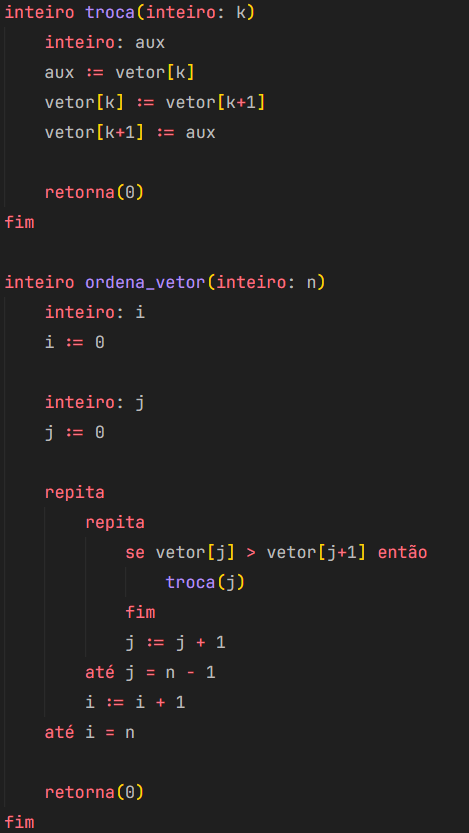 inteiro troca(inteiro: k)
    inteiro: aux
    aux := vetor[k]
    vetor[k] := vetor[k+1]
    vetor[k+1] := aux

    retorna(0)
fim

inteiro ordena_vetor(inteiro: n)
    inteiro: i
    i := 0

    inteiro: j
    j := 0

    repita
        repita
            se vetor[j] > vetor[j+1] então
                troca(j)
            fim
            j := j + 1
        até j = n - 1
        i := i + 1
    até i = n

    retorna(0)
fim